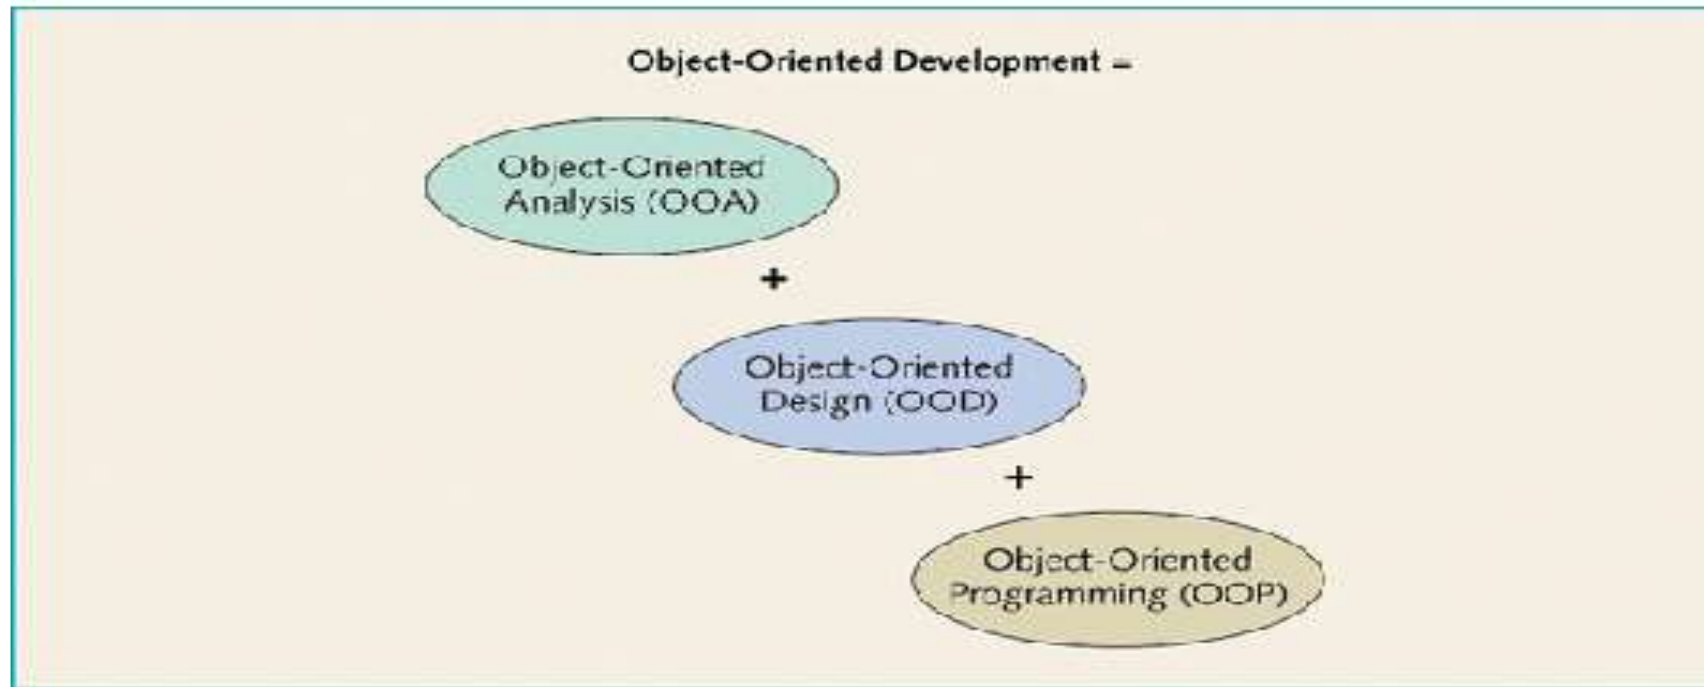 Object-Oriented Development =
Object-Oriented
Analysis (OOA)
+
Object-Oriented
Design (OOD)
+
Object-Oriented
Programming (OOP)